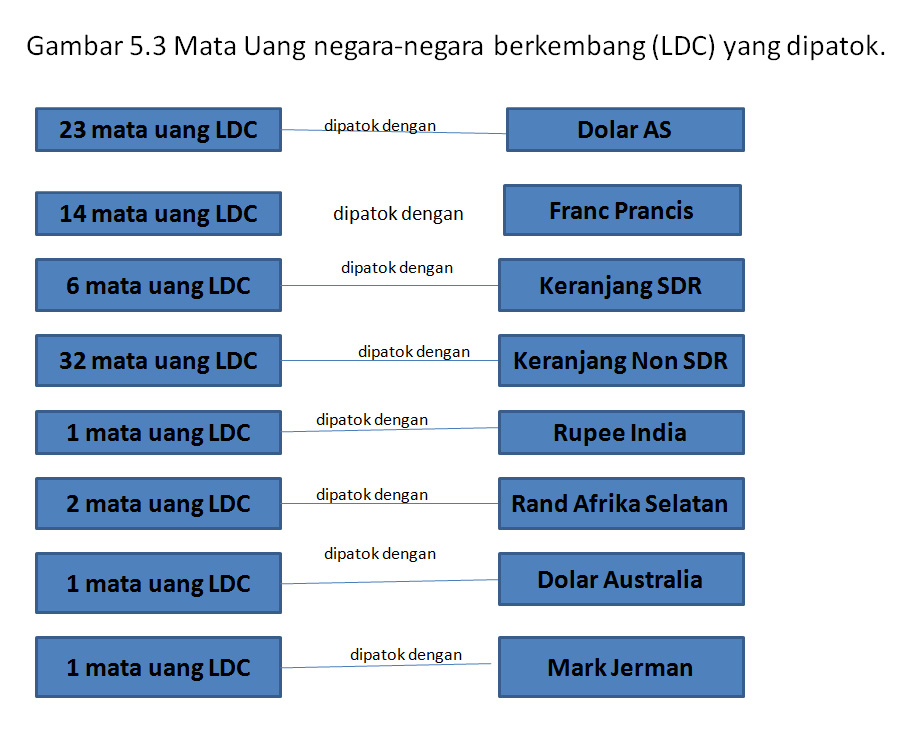 Gambar 5.3 Mata Uang negara-negara berkembang (LDC) yang dipatok.
23 mata uang LDC dipatok dengan Dolar AS
14 mata uang LDC dipatok dengan Franc Prancis
6 mata uang LDC dipatok dengan Keranjang SDR
32 mata uang LDC dipatok dengan Keranjang Non SDR
1 mata uang LDC dipatok dengan Rupee India
2 mata uang LDC dipatok dengan Rand Afrika Selatan
1 mata uang LDC dipatok dengan Dolar Australia
1 mata uang LDC dipatok dengan Mark Jerman